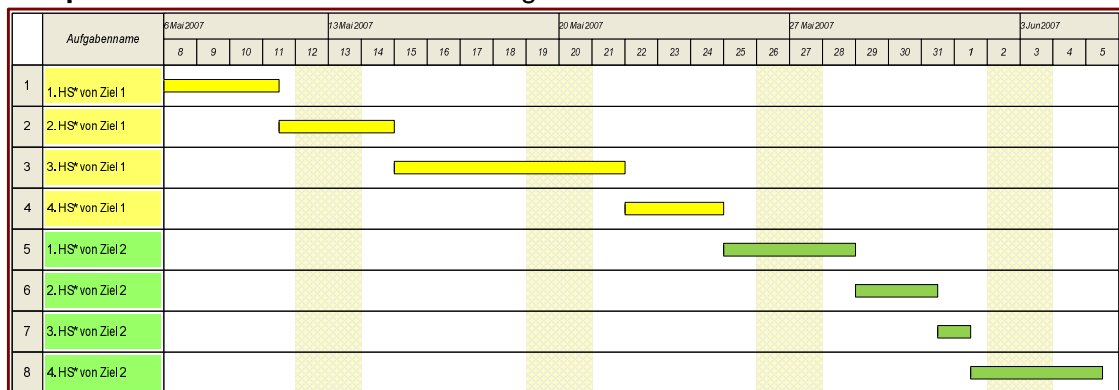 Aufgabenname
6 Mai 2007 13 Mai 2007 20 Mai 2007 27 Mai 2007 3 Jun 2007
8 9 10 11 12 13 14 15 16 17 18 19 20 21 22 23 24 25 26 27 28 29 30 31 1 2 3 4 5
1 1. HS* von Ziel 1
2 2. HS* von Ziel 1
3 3. HS* von Ziel 1
4 4. HS* von Ziel 1
5 1. HS* von Ziel 2
6 2. HS* von Ziel 2
7 3. HS* von Ziel 2
8 4. HS* von Ziel 2